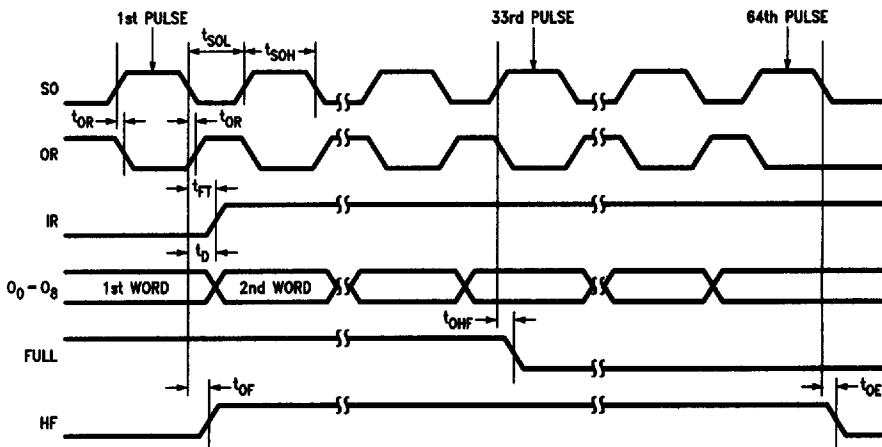 1st PULSE 33rd PULSE 64th PULSE
tSOL tSOH
SO
tOR tOR
OR
tFT
IR
tD
O0-O8 1st WORD 2nd WORD
tOHF
FULL
tOF tOE
HF